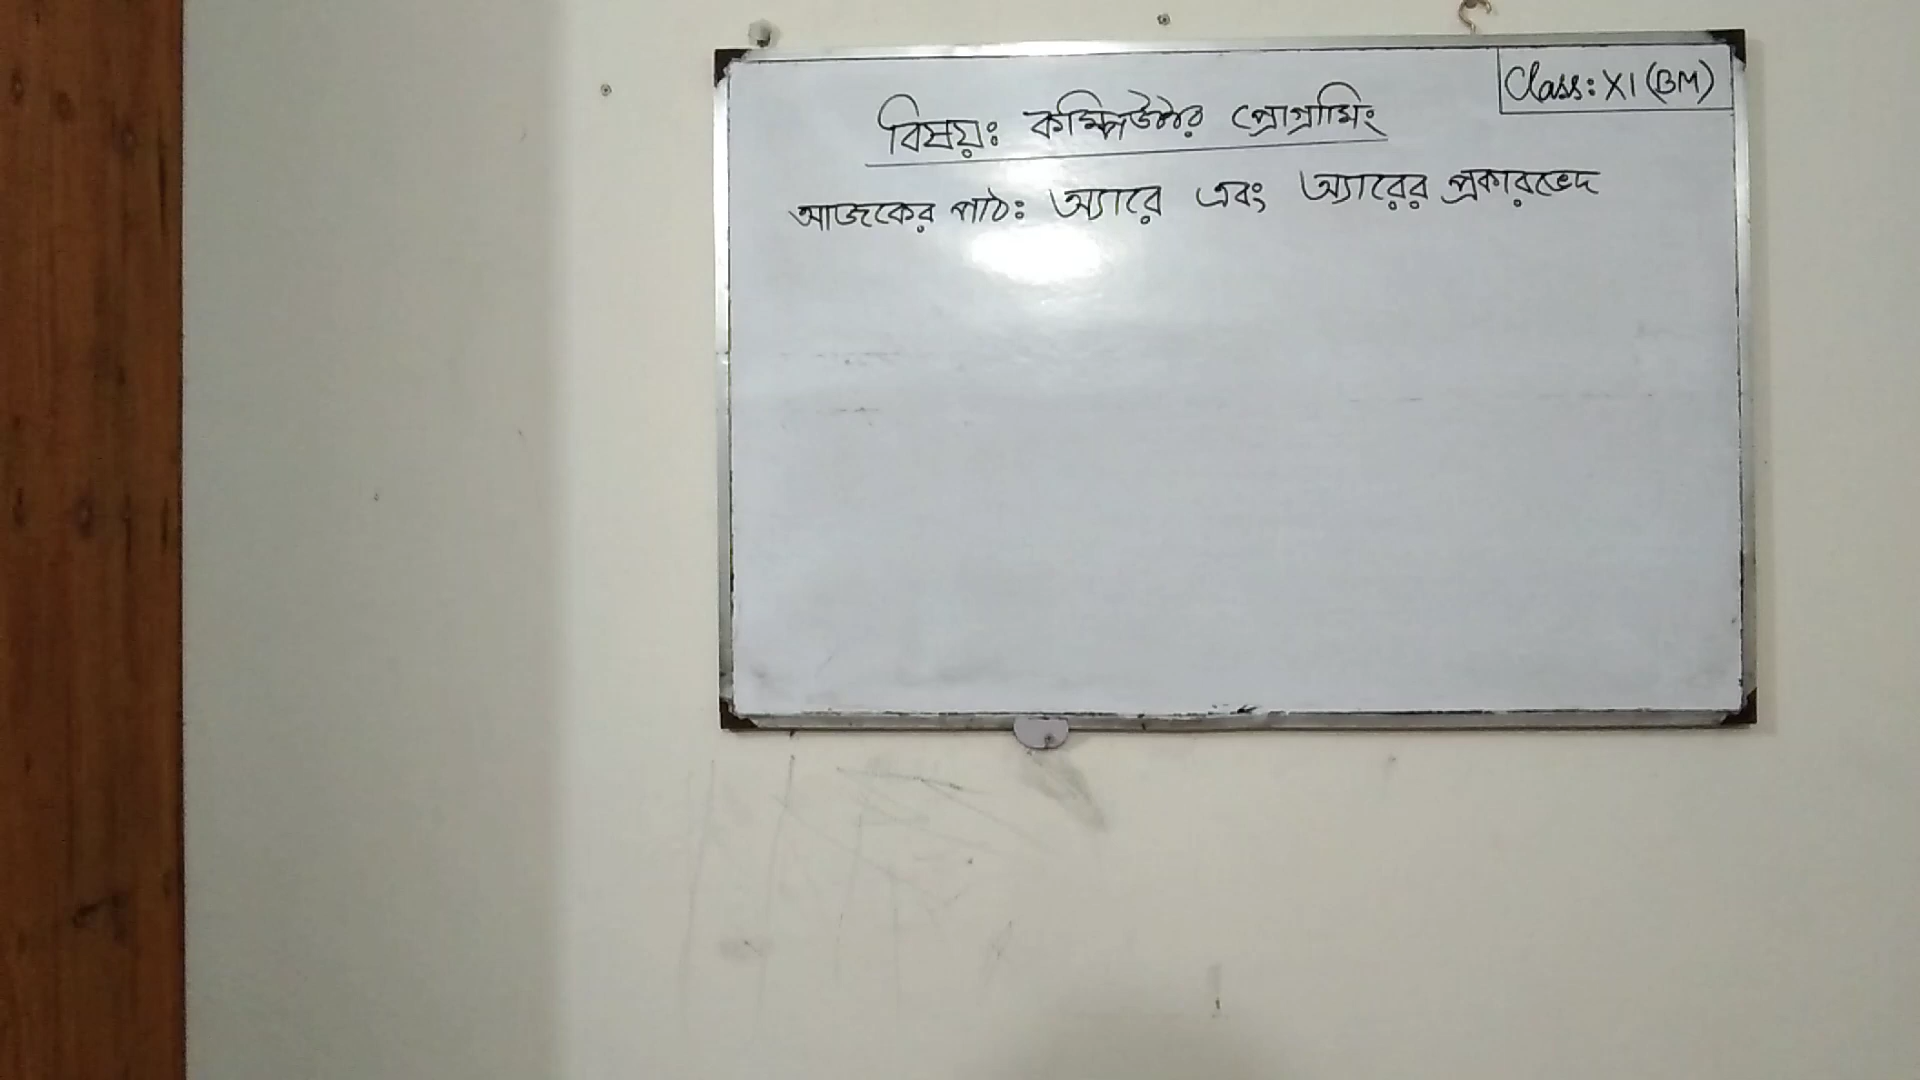 Class: XI (BM)
বিষয়ঃ কম্পিউটার প্রোগ্রামিং
আজকের পাঠঃ অ্যারে এবং অ্যারের প্রকারভেদ